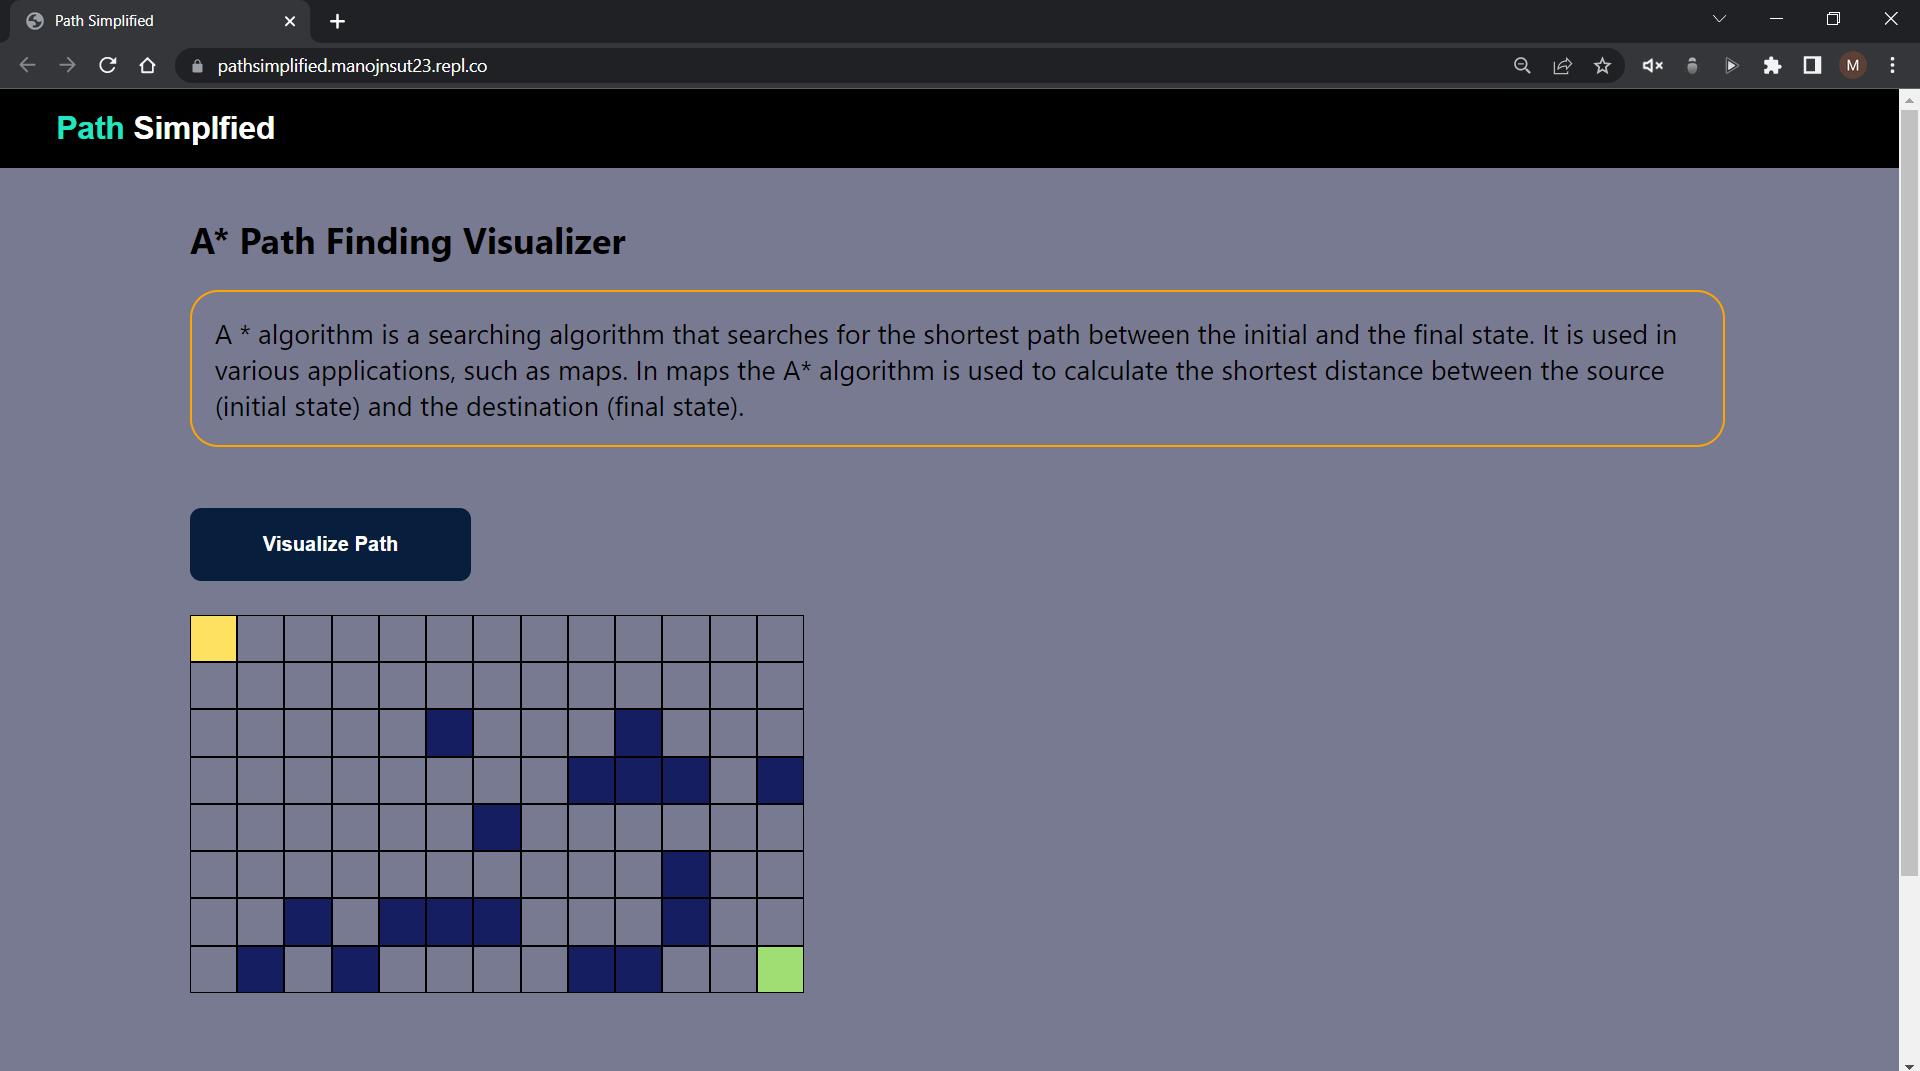 Path Simplified
pathsimplified.manojnsut23.repl.co
M
Path Simplfied
A* Path Finding Visualizer
A * algorithm is a searching algorithm that searches for the shortest path between the initial and the final state. It is used in
various applications, such as maps. In maps the A* algorithm is used to calculate the shortest distance between the source
(initial state) and the destination (final state).
Visualize Path